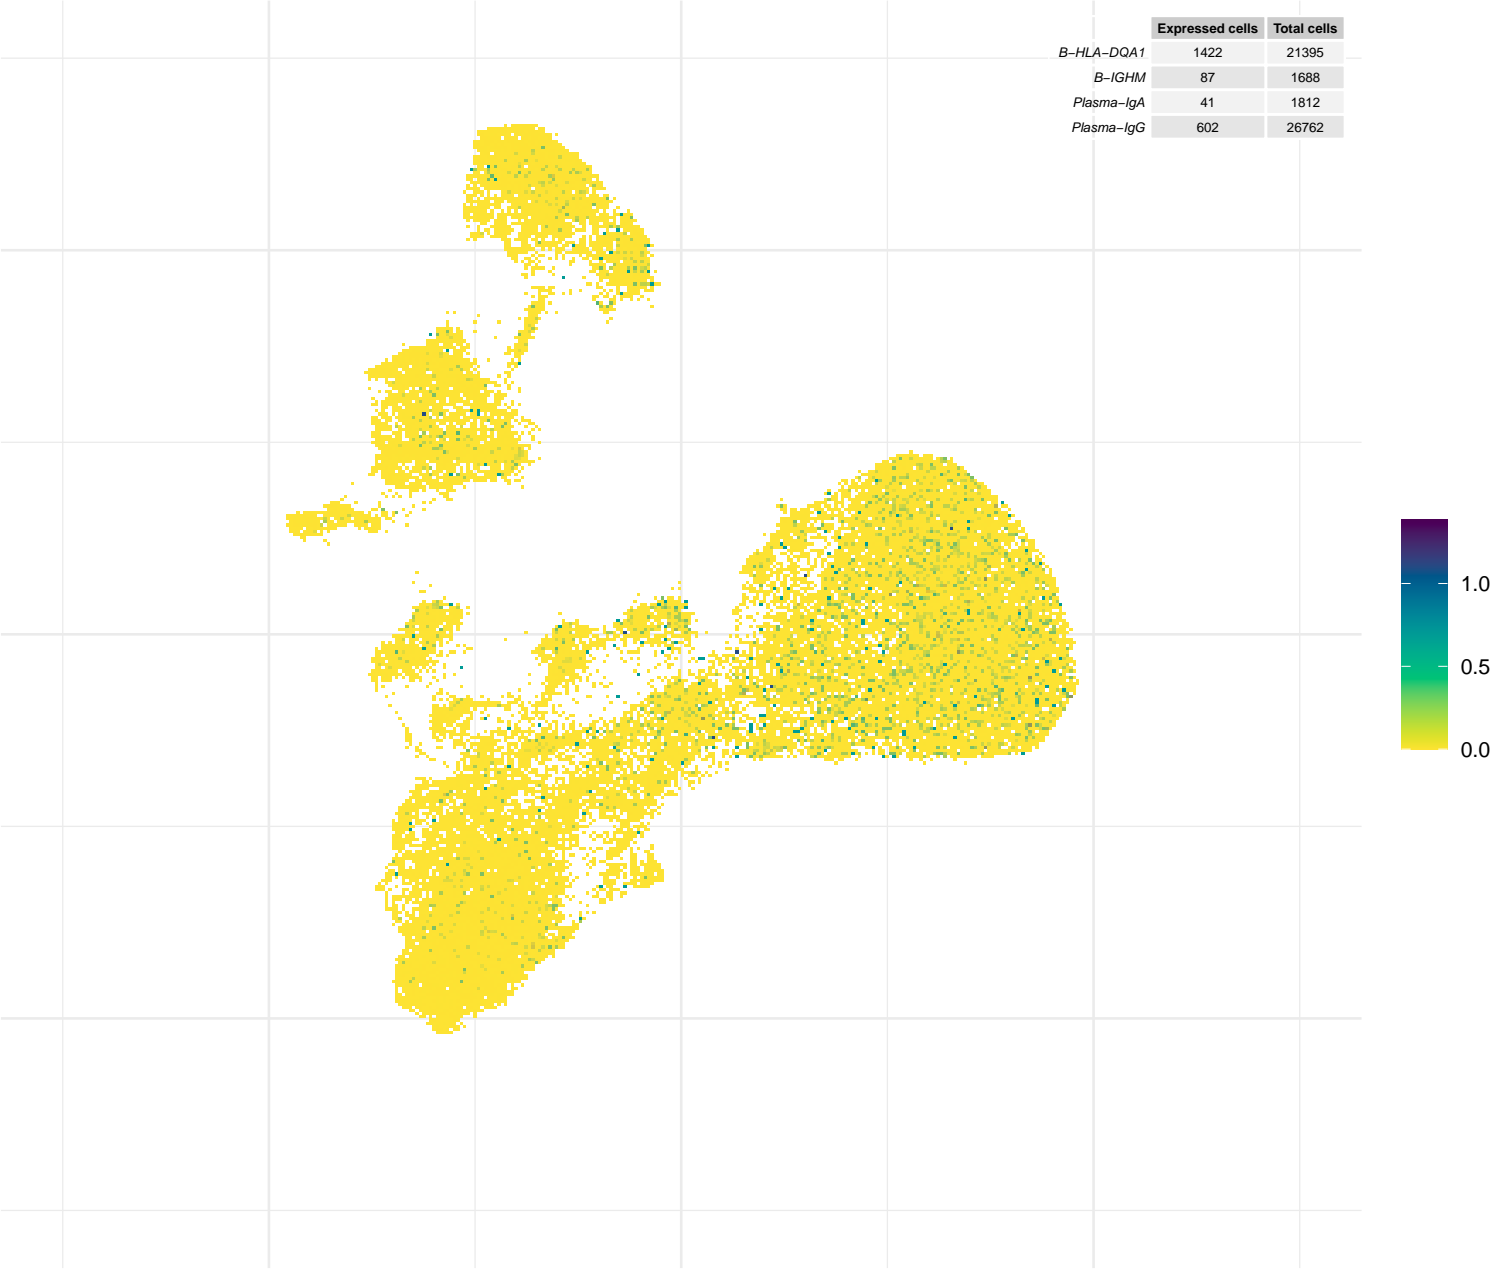 Expressed cells Total cells
B−HLA−DQA1 1422 21395
B−IGHM 87 1688
Plasma−IgA 41 1812
Plasma−IgG 602 26762
1.0
0.5
0.0